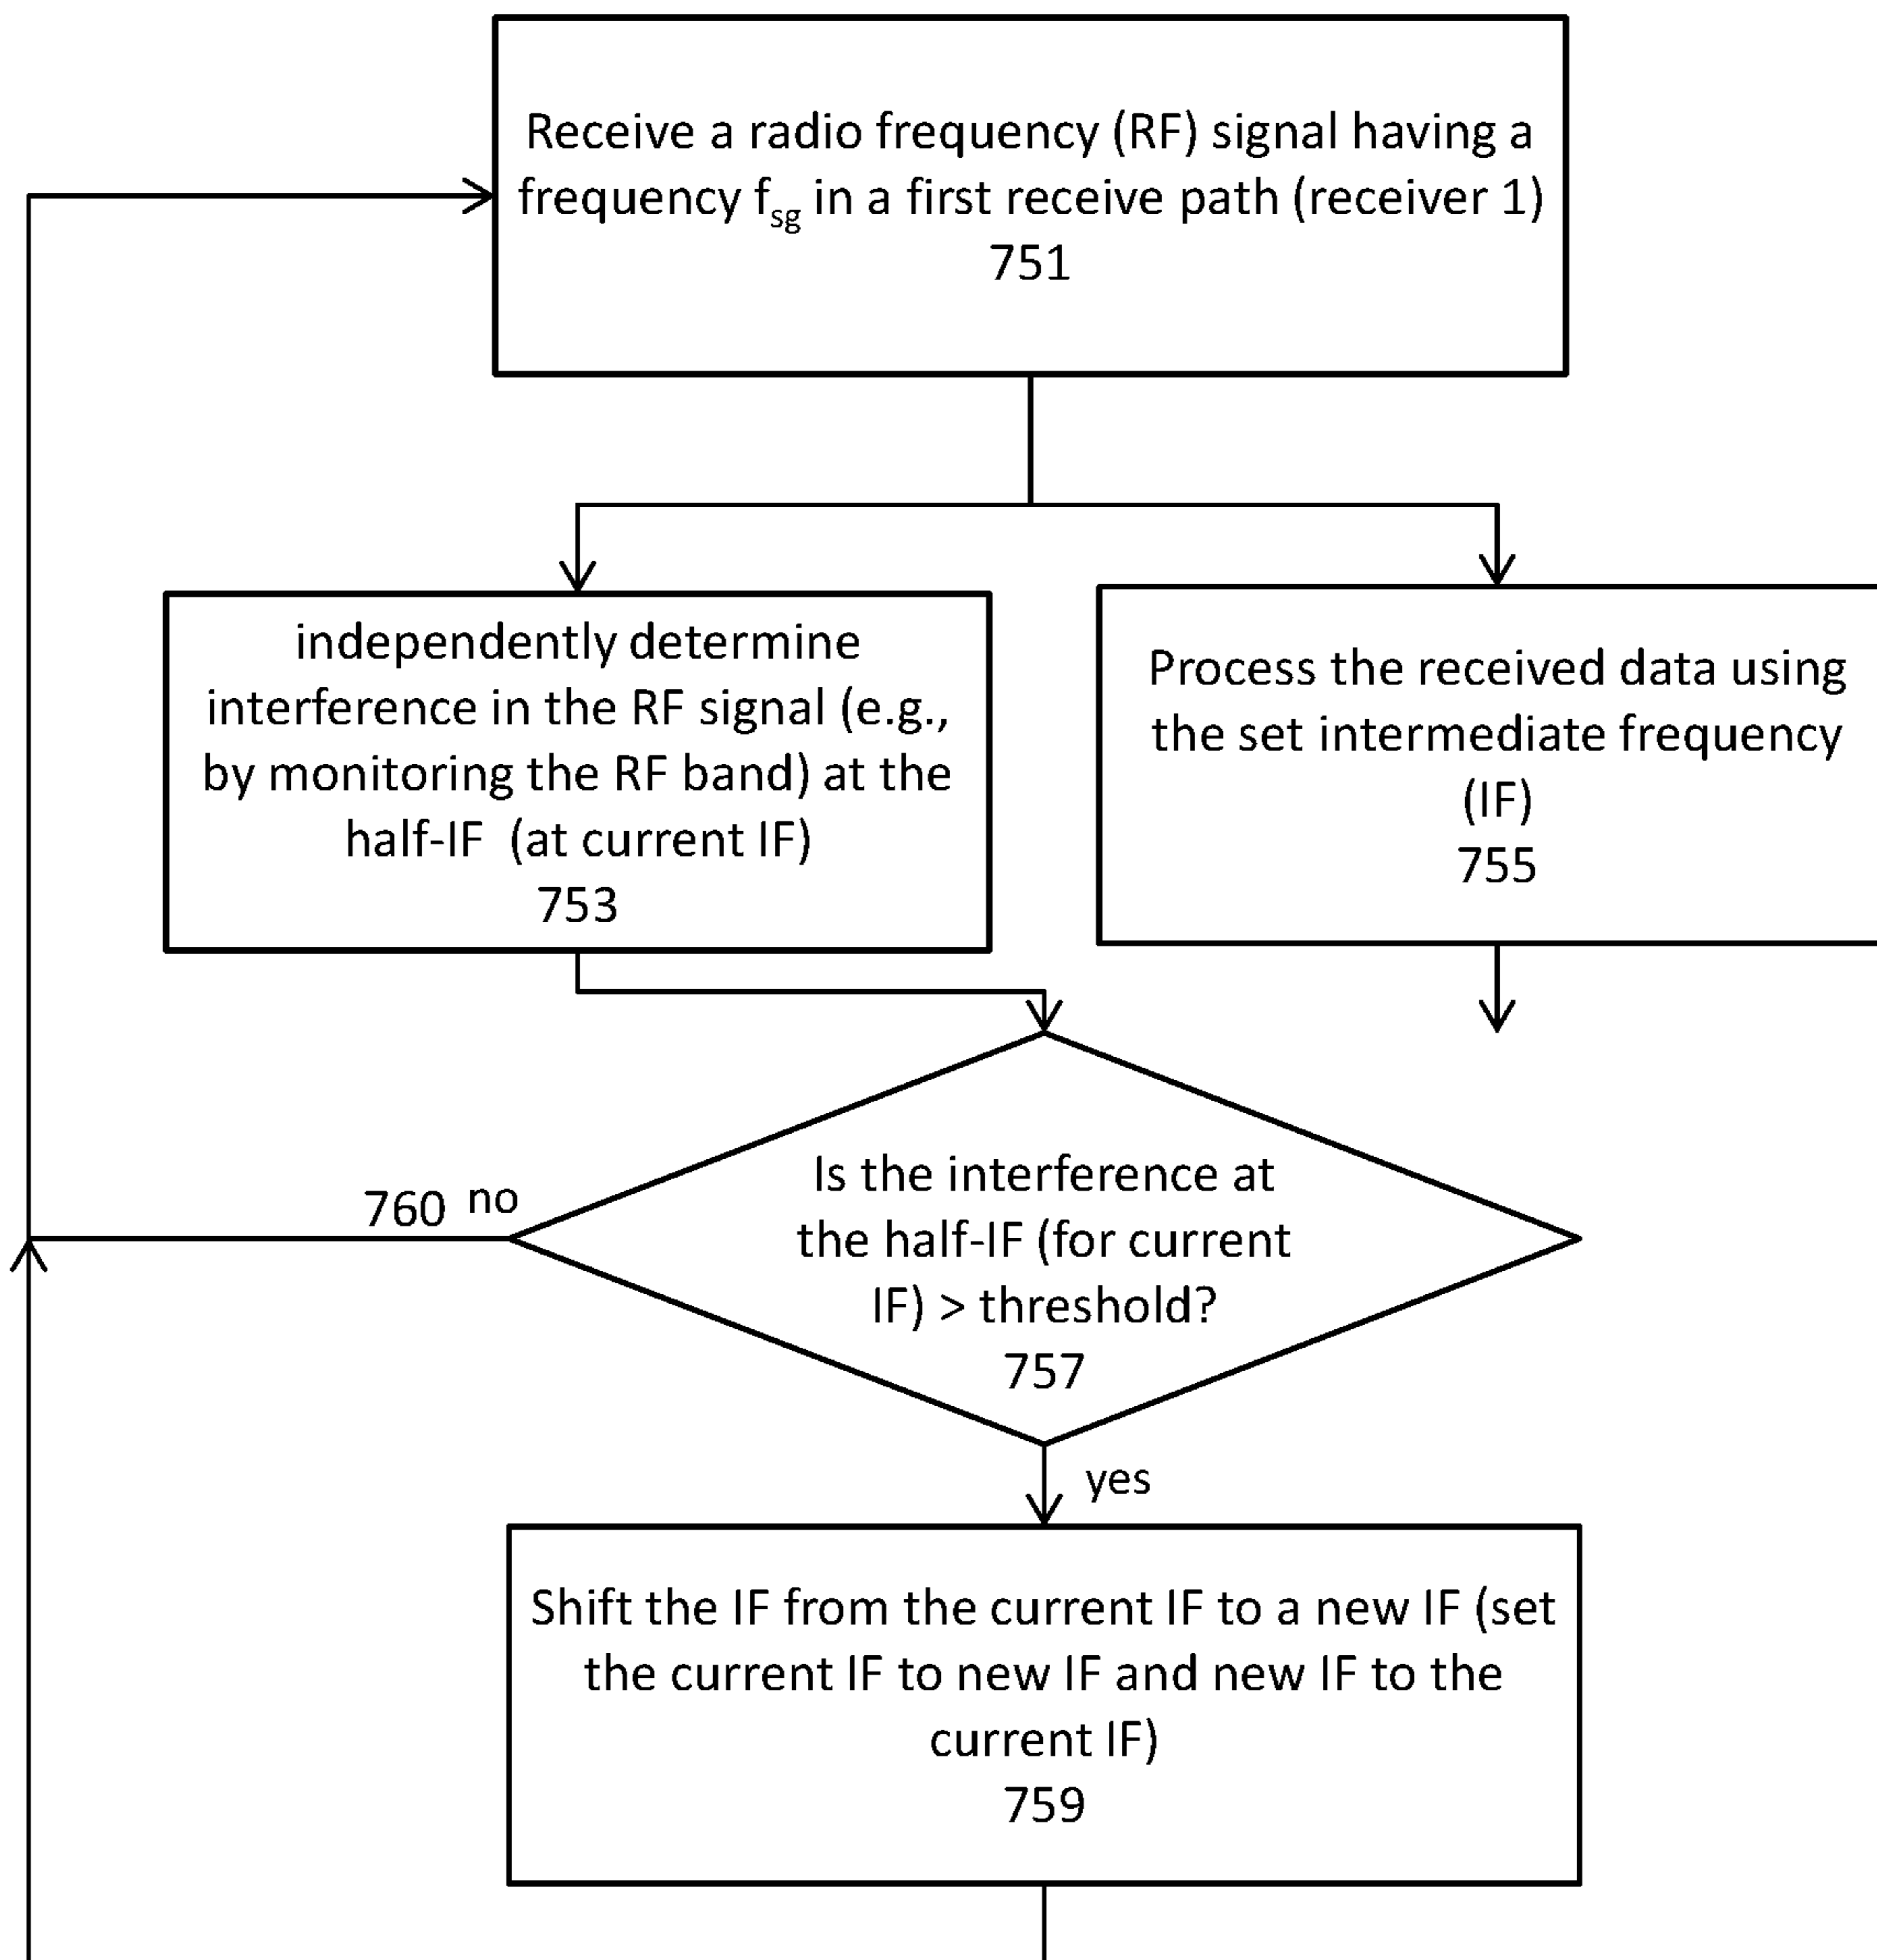 Receive a radio frequency (RF) signal having a
frequency fsg in a first receive path (receiver 1)
751
independently determine
interference in the RF signal (e.g.,
by monitoring the RF band) at the
half-IF (at current IF)
753
Process the received data using
the set intermediate frequency
(IF)
755
Is the interference at
the half-IF (for current
IF) > threshold?
757
760 no
yes
Shift the IF from the current IF to a new IF (set
the current IF to new IF and new IF to the
current IF)
759